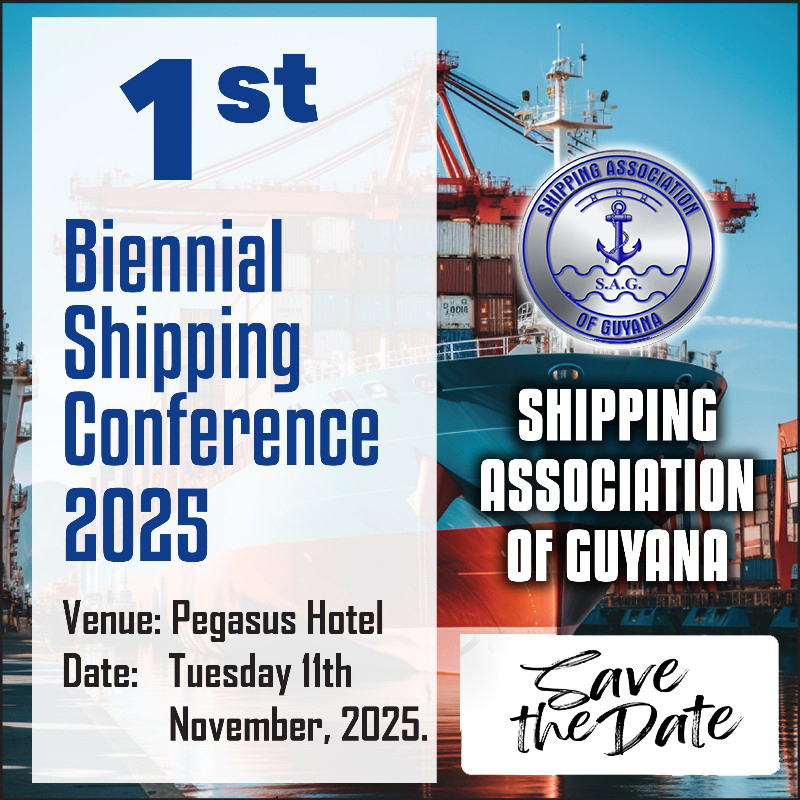 1st
Biennial
Shipping
Conference
2025
Venue: Pegasus Hotel
Date: Tuesday 11th
November, 2025.
SHIPPING ASSOCIATION
S.A.G.
OF GUYANA
SHIPPING
ASSOCIATION
OF GUYANA
Save
the Date